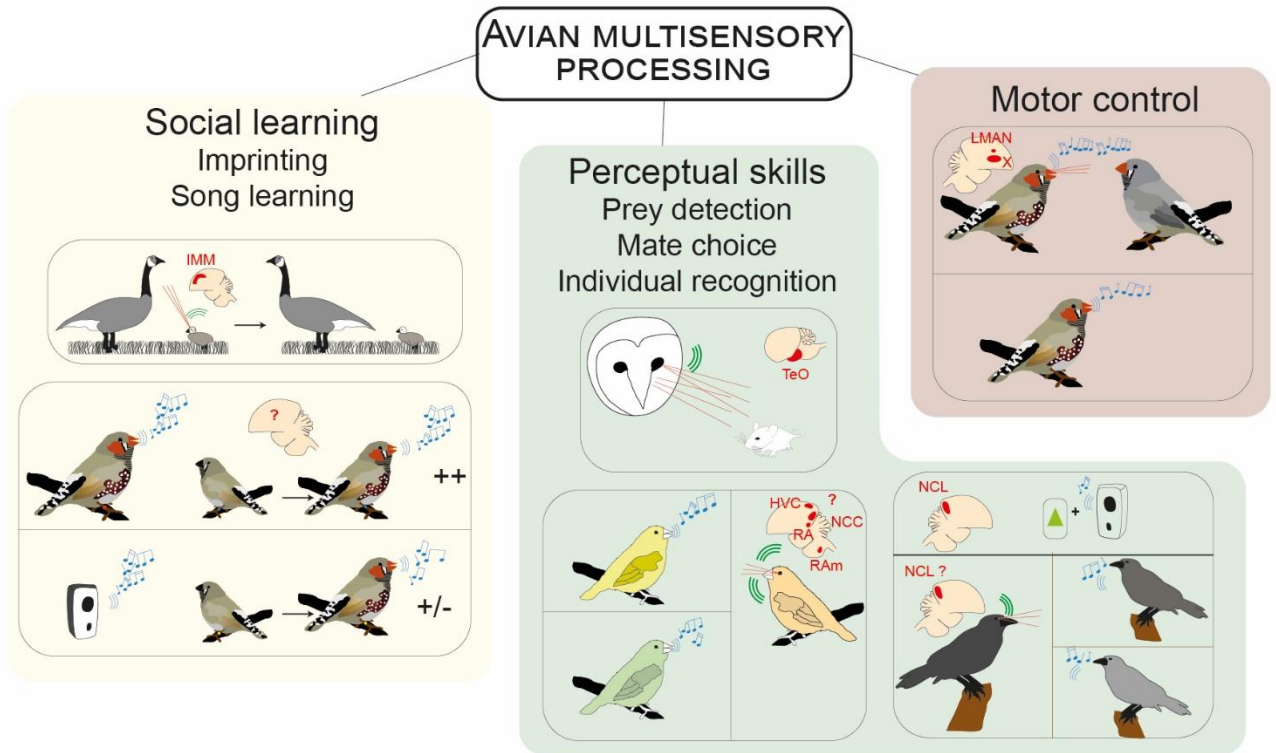 AVIAN MULTISENSORY
PROCESSING
Social learning
Imprinting
Song learning
IMM
?
++
+/-
Perceptual skills
Prey detection
Mate choice
Individual recognition
TeO
HVC
?
NCC
RA
RAm
NCL
+
NCL ?
Motor control
LMAN
X